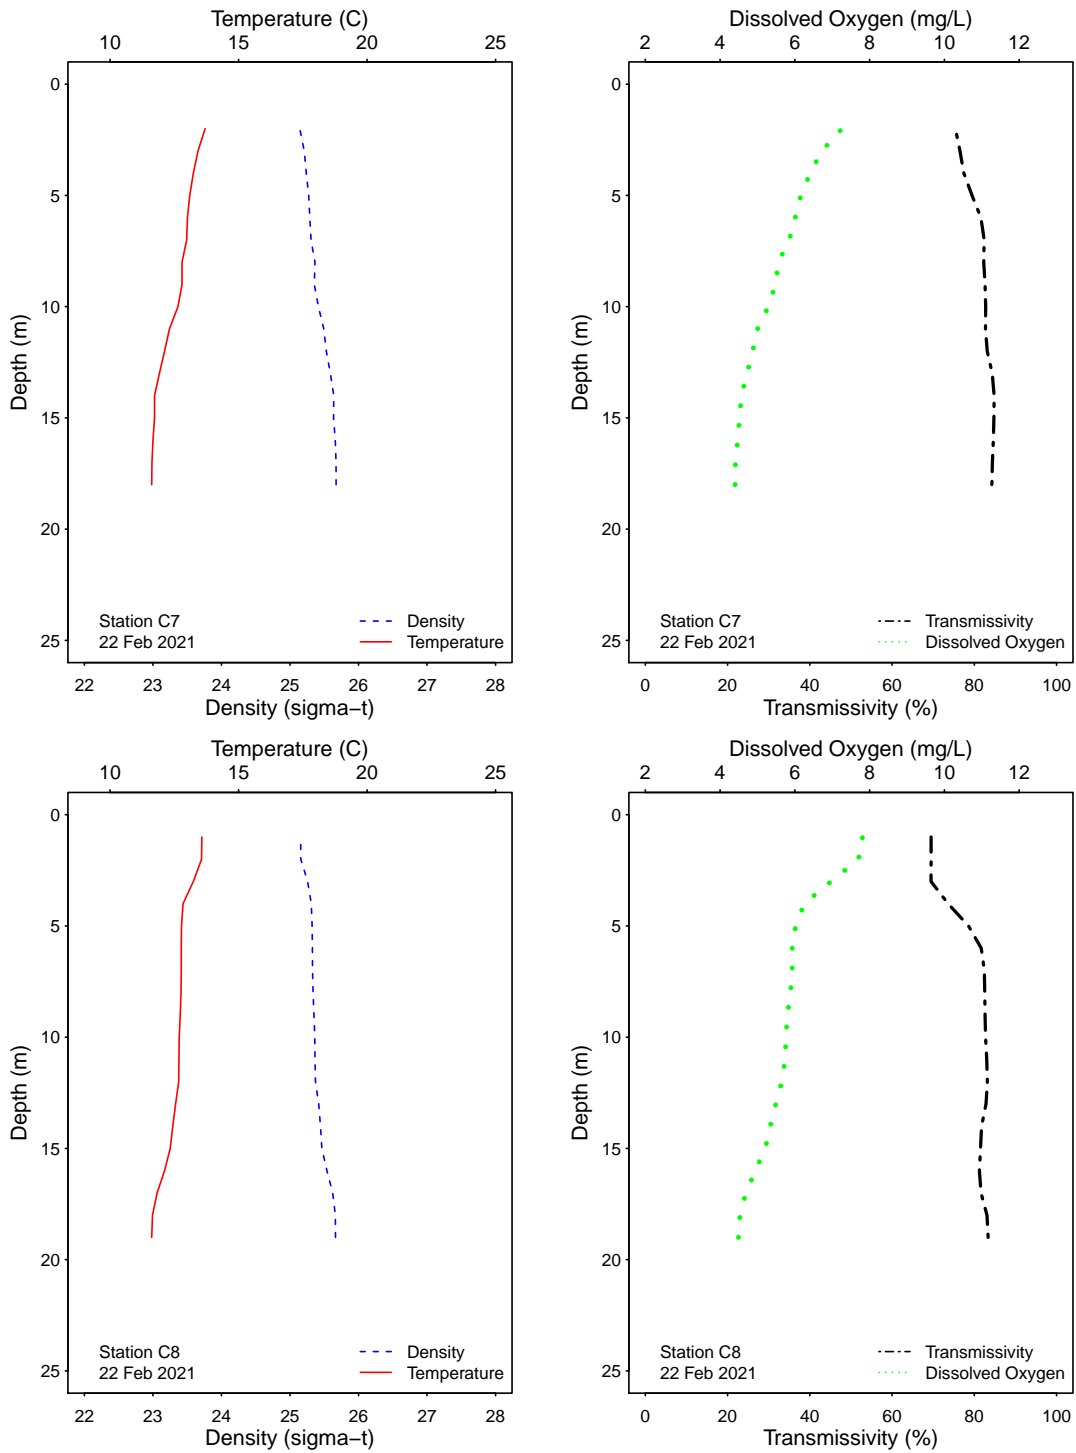 Temperature (C)
10 15 20 25
0
5
10
15
20
25
Depth (m)
Station C7
22 Feb 2021
Density
Temperature
22 23 24 25 26 27 28
Density (sigma−t)
Dissolved Oxygen (mg/L)
2 4 6 8 10 12
0
5
10
15
20
25
Depth (m)
Station C7
22 Feb 2021
Transmissivity
Dissolved Oxygen
0 20 40 60 80 100
Transmissivity (%)
Temperature (C)
10 15 20 25
0
5
10
15
20
25
Depth (m)
Station C8
22 Feb 2021
Density
Temperature
22 23 24 25 26 27 28
Density (sigma−t)
Dissolved Oxygen (mg/L)
2 4 6 8 10 12
0
5
10
15
20
25
Depth (m)
Station C8
22 Feb 2021
Transmissivity
Dissolved Oxygen
0 20 40 60 80 100
Transmissivity (%)